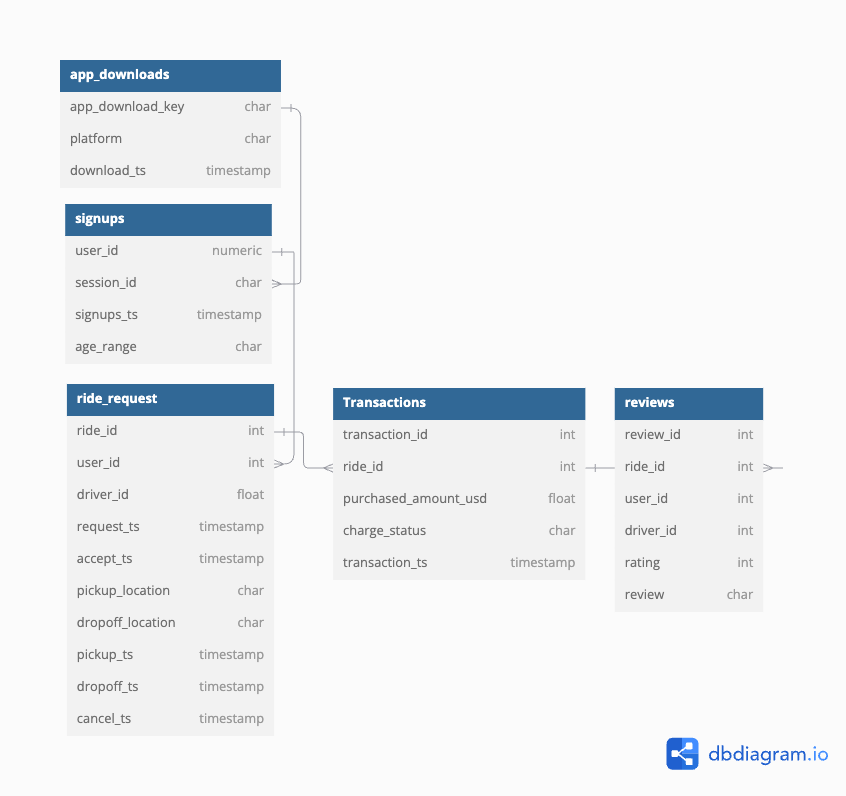 app_downloads
app_download_key char
platform char
download_ts timestamp
signups
user_id numeric
session_id char
signups_ts timestamp
age_range char
ride_request
ride_id int
user_id int
driver_id float
request_ts timestamp
accept_ts timestamp
pickup_location char
dropoff_location char
pickup_ts timestamp
dropoff_ts timestamp
cancel_ts timestamp
Transactions
transaction_id int
ride_id int
purchased_amount_usd float
charge_status char
transaction_ts timestamp
reviews
review_id int
ride_id int
user_id int
driver_id int
rating int
review char
dbdiagram.io